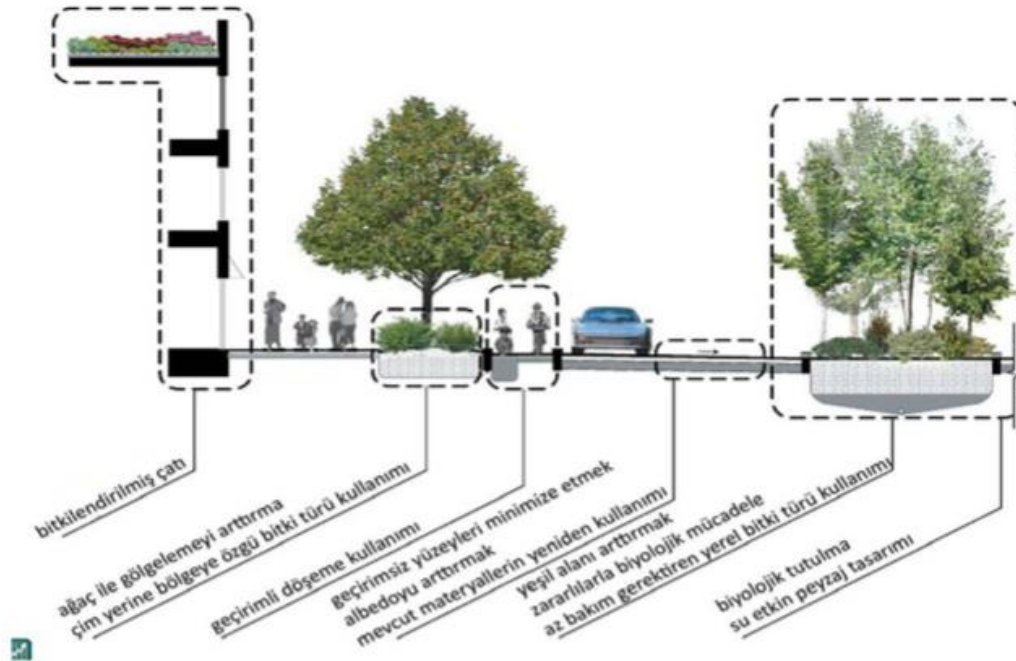 bitkilendirilmiş çatı
ağaç ile gölgelemeyi arttırma
çim yerine bölgeye özgü bitki türü kullanımı
geçirimli döşeme kullanımı
geçirimsiz yüzeyleri minimize etmek
albedoyu arttırmak
mevcut materyallerin yeniden kullanımı
yeşil alanı arttırmak
zararlılarla biyolojik mücadele
az bakım gerektiren yerel bitki türü kullanımı
biyolojik tutulma
su etkin peyzaj tasarımı